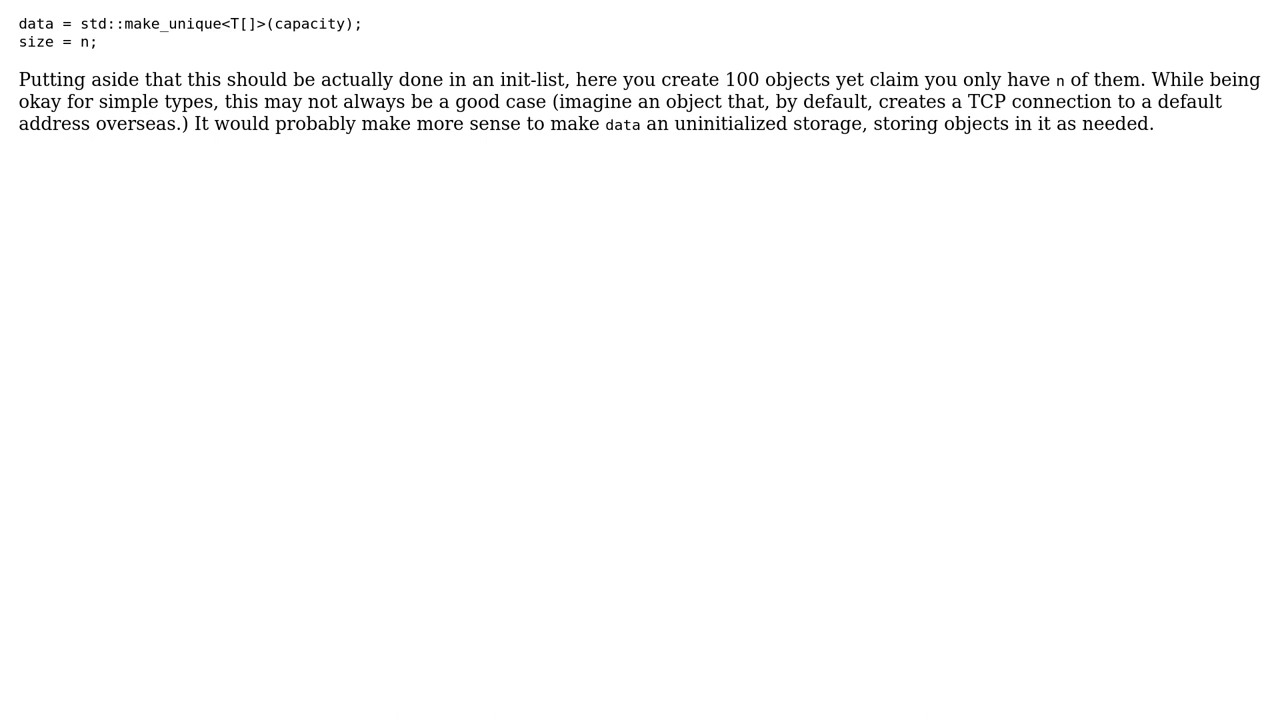 data = std::make_unique<T[]>(capacity);
size = n;
Putting aside that this should be actually done in an init-list, here you create 100 objects yet claim you only have n of them. While being
okay for simple types, this may not always be a good case (imagine an object that, by default, creates a TCP connection to a default
address overseas.) It would probably make more sense to make data an uninitialized storage, storing objects in it as needed.